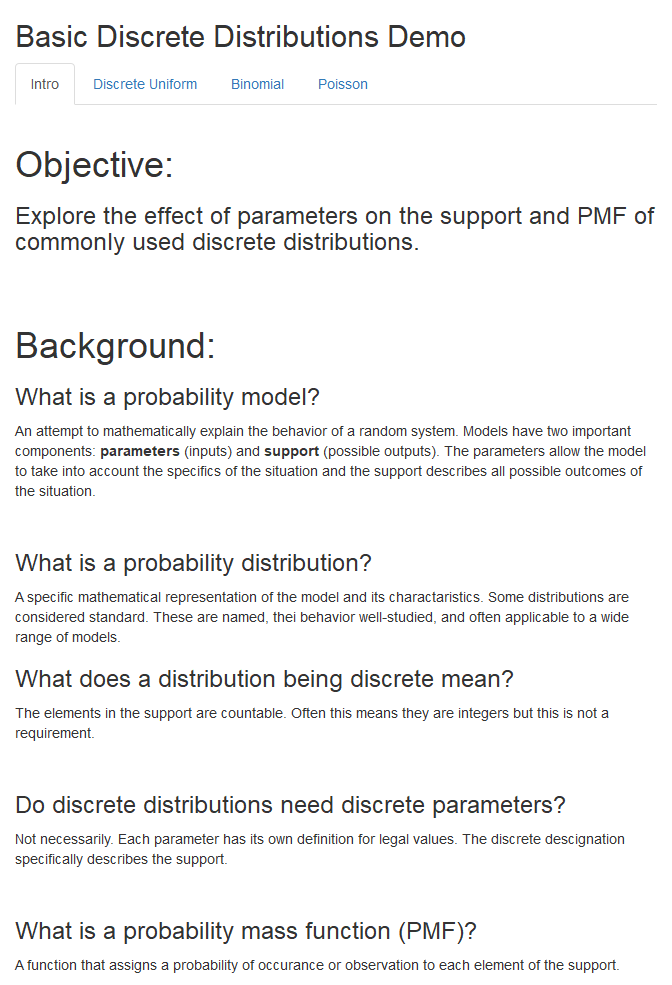 Basic Discrete Distributions Demo
Intro Discrete Uniform Binomial Poisson
Objective:
Explore the effect of parameters on the support and PMF of
commonly used discrete distributions.
Background:
What is a probability model?
An attempt to mathematically explain the behavior of a random system. Models have two important
components: parameters (inputs) and support (possible outputs). The parameters allow the model
to take into account the specifics of the situation and the support describes all possible outcomes of
the situation.
What is a probability distribution?
A specific mathematical representation of the model and its charactaristics. Some distributions are
considered standard. These are named, thei behavior well-studied, and often applicable to a wide
range of models.
What does a distribution being discrete mean?
The elements in the support are countable. Often this means they are integers but this is not a
requirement.
Do discrete distributions need discrete parameters?
Not necessarily. Each parameter has its own definition for legal values. The discrete descignation
specifically describes the support.
What is a probability mass function (PMF)?
A function that assigns a probability of occurance or observation to each element of the support.